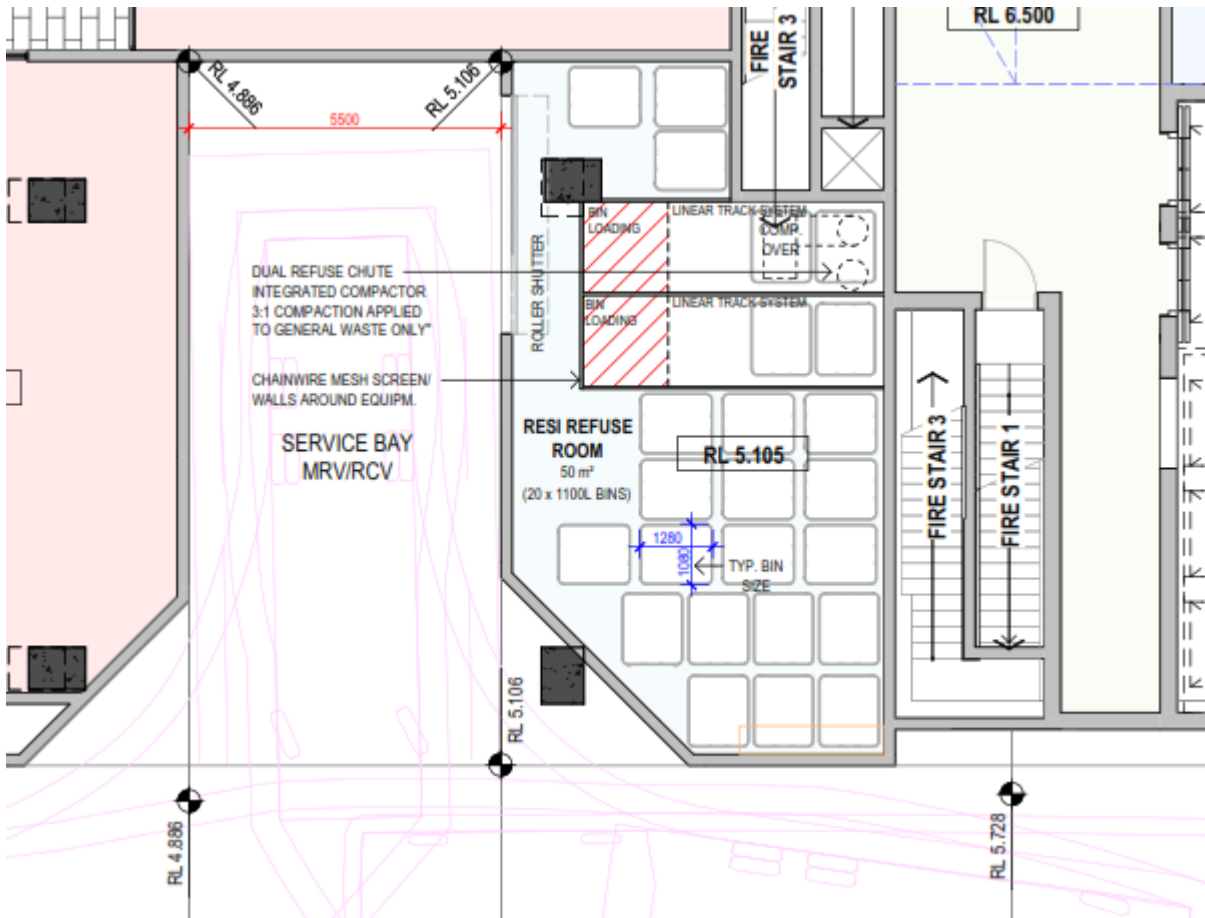 RL 6.500
FIRE
STAIR 3
RL 4.886
RL 5.106
5500
BIN
LOADING
LINEAR TRACK SYSTEM
COMP.
OVER
DUAL REFUSE CHUTE
INTEGRATED COMPACTOR
3:1 COMPACTION APPLIED
TO GENERAL WASTE ONLY"
ROLLER SHUTTER
BIN
LOADING
LINEAR TRACK SYSTEM
CHAINWIRE MESH SCREEN/
WALLS AROUND EQUIPM.
SERVICE BAY
MRV/RCV
RESI REFUSE
ROOM
50 m²
(20 x 1100L BINS)
RL 5.105
FIRE STAIR 3
FIRE STAIR 1
1280
1080
TYP. BIN
SIZE
RL 5.106
RL 4.886
RL 5.728